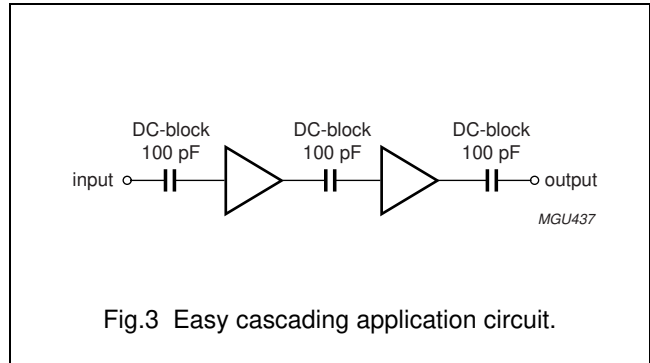 DC-block DC-block DC-block
100 pF 100 pF 100 pF
input output
MGU437
Fig.3 Easy cascading application circuit.